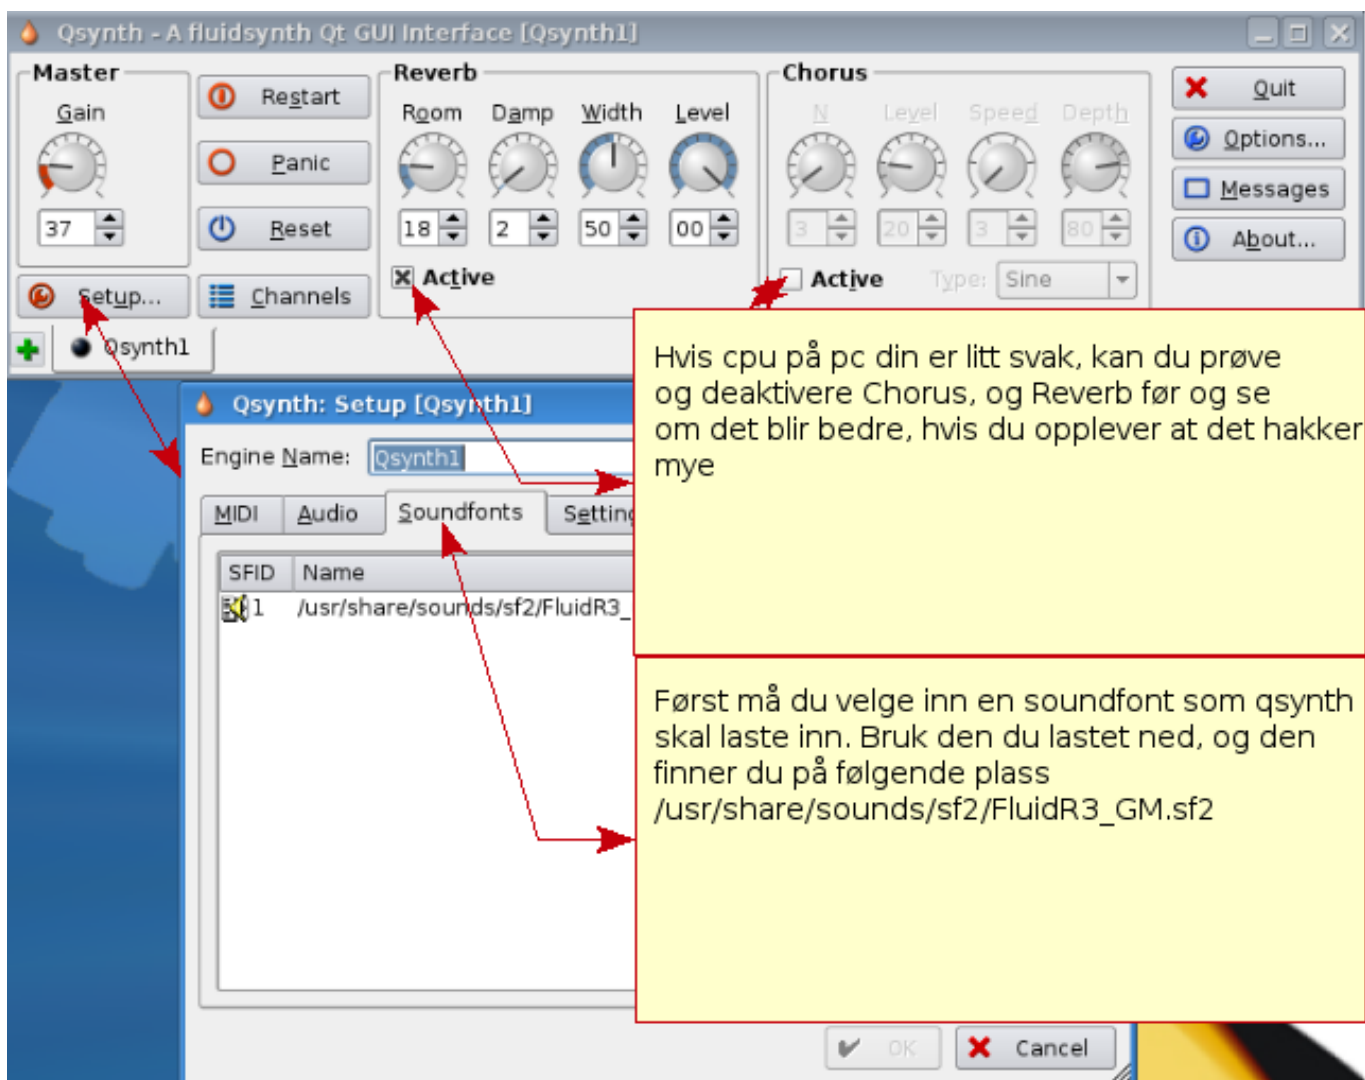 Qsynth - A fluidsynth Qt GUI Interface [Qsynth1]
Master
Gain
37
Setup...
Restart
Panic
Reset
Channels
Reverb
Room Damp Width Level
18 2 50 00
Active
Chorus
N Level Speed Depth
3 20 3 80
Active Type: Sine
Quit
Options...
Messages
About...
Qsynth1
Hvis cpu på pc din er litt svak, kan du prøve
og deaktivere Chorus, og Reverb før og se
om det blir bedre, hvis du opplever at det hakker
mye
Qsynth: Setup [Qsynth1]
Engine Name: Qsynth1
MIDI Audio Soundfonts Setting
SFID Name
1 /usr/share/sounds/sf2/FluidR3_
Først må du velge inn en soundfont som qsynth
skal laste inn. Bruk den du lastet ned, og den
finner du på følgende plass
/usr/share/sounds/sf2/FluidR3_GM.sf2
OK Cancel